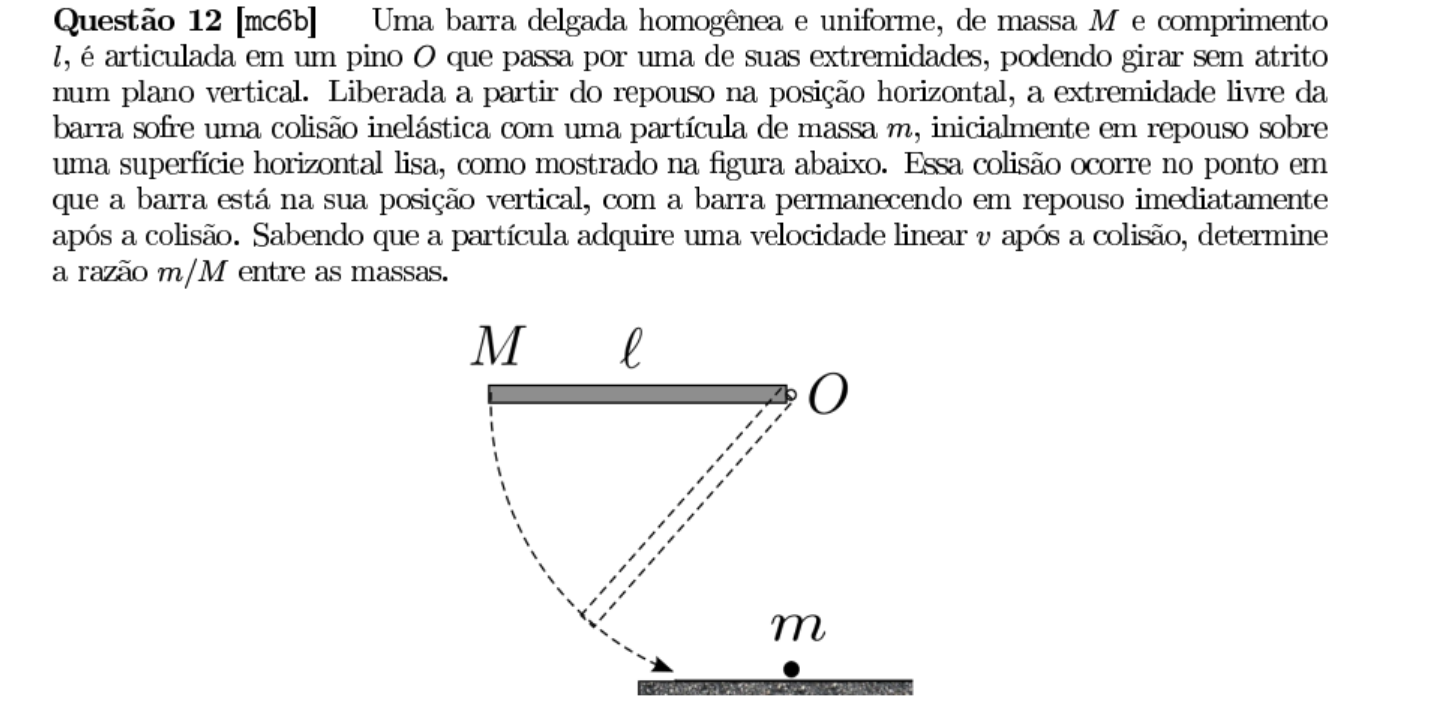 Questão 12 [mc6b] Uma barra delgada homogênea e uniforme, de massa M e comprimento
l, é articulada em um pino O que passa por uma de suas extremidades, podendo girar sem atrito
num plano vertical. Liberada a partir do repouso na posição horizontal, a extremidade livre da
barra sofre uma colisão inelástica com uma partícula de massa m, inicialmente em repouso sobre
uma superfície horizontal lisa, como mostrado na figura abaixo. Essa colisão ocorre no ponto em
que a barra está na sua posição vertical, com a barra permanecendo em repouso imediatamente
após a colisão. Sabendo que a partícula adquire uma velocidade linear v após a colisão, determine
a razão m/M entre as massas.
M ℓ
O
m